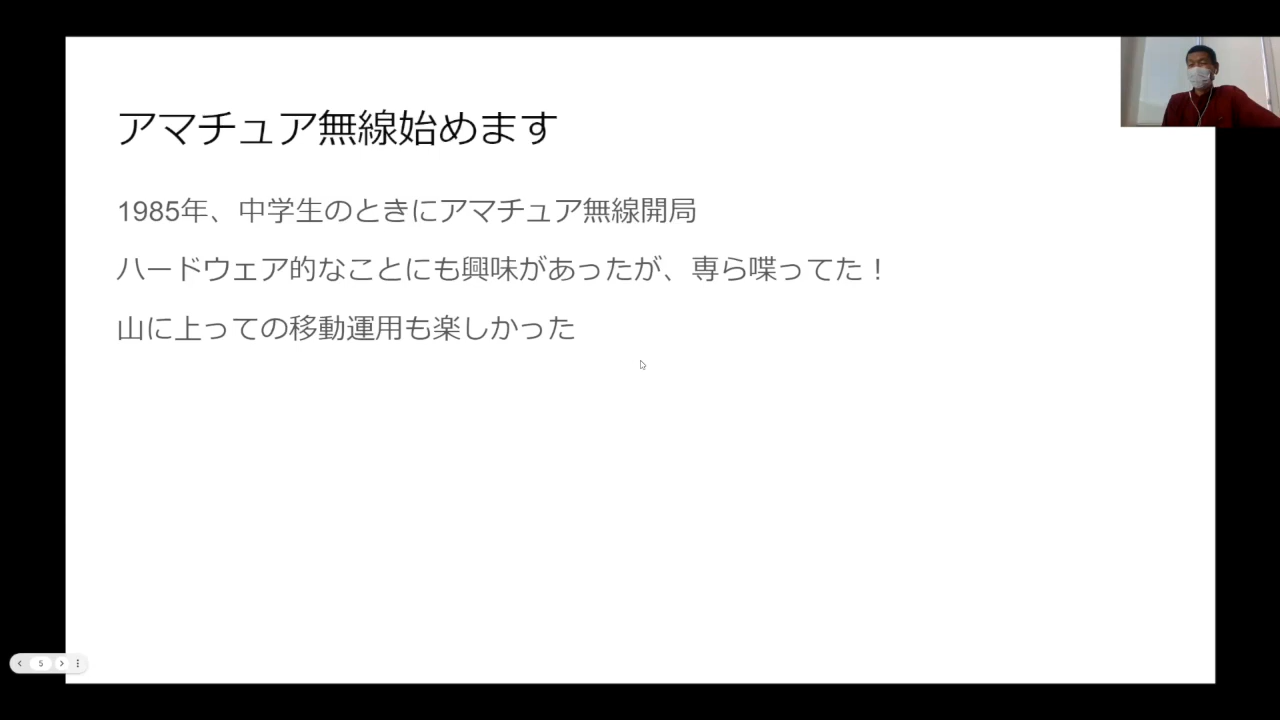 アマチュア無線始めます
1985年、中学生のときにアマチュア無線開局
ハードウェア的なことにも興味があったが、専ら喋ってた！
山に上っての移動運用も楽しかった
5